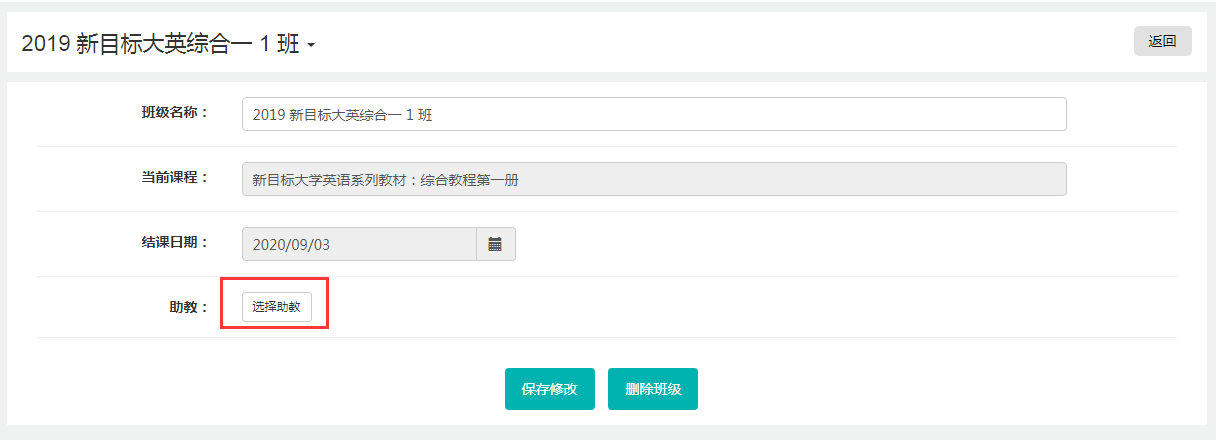 2019 新目标大英综合一 1 班
返回
班级名称：
2019 新目标大英综合一 1 班
当前课程：
新目标大学英语系列教材：综合教程第一册
结课日期：
2020/09/03
助教：
选择助教
保存修改
删除班级